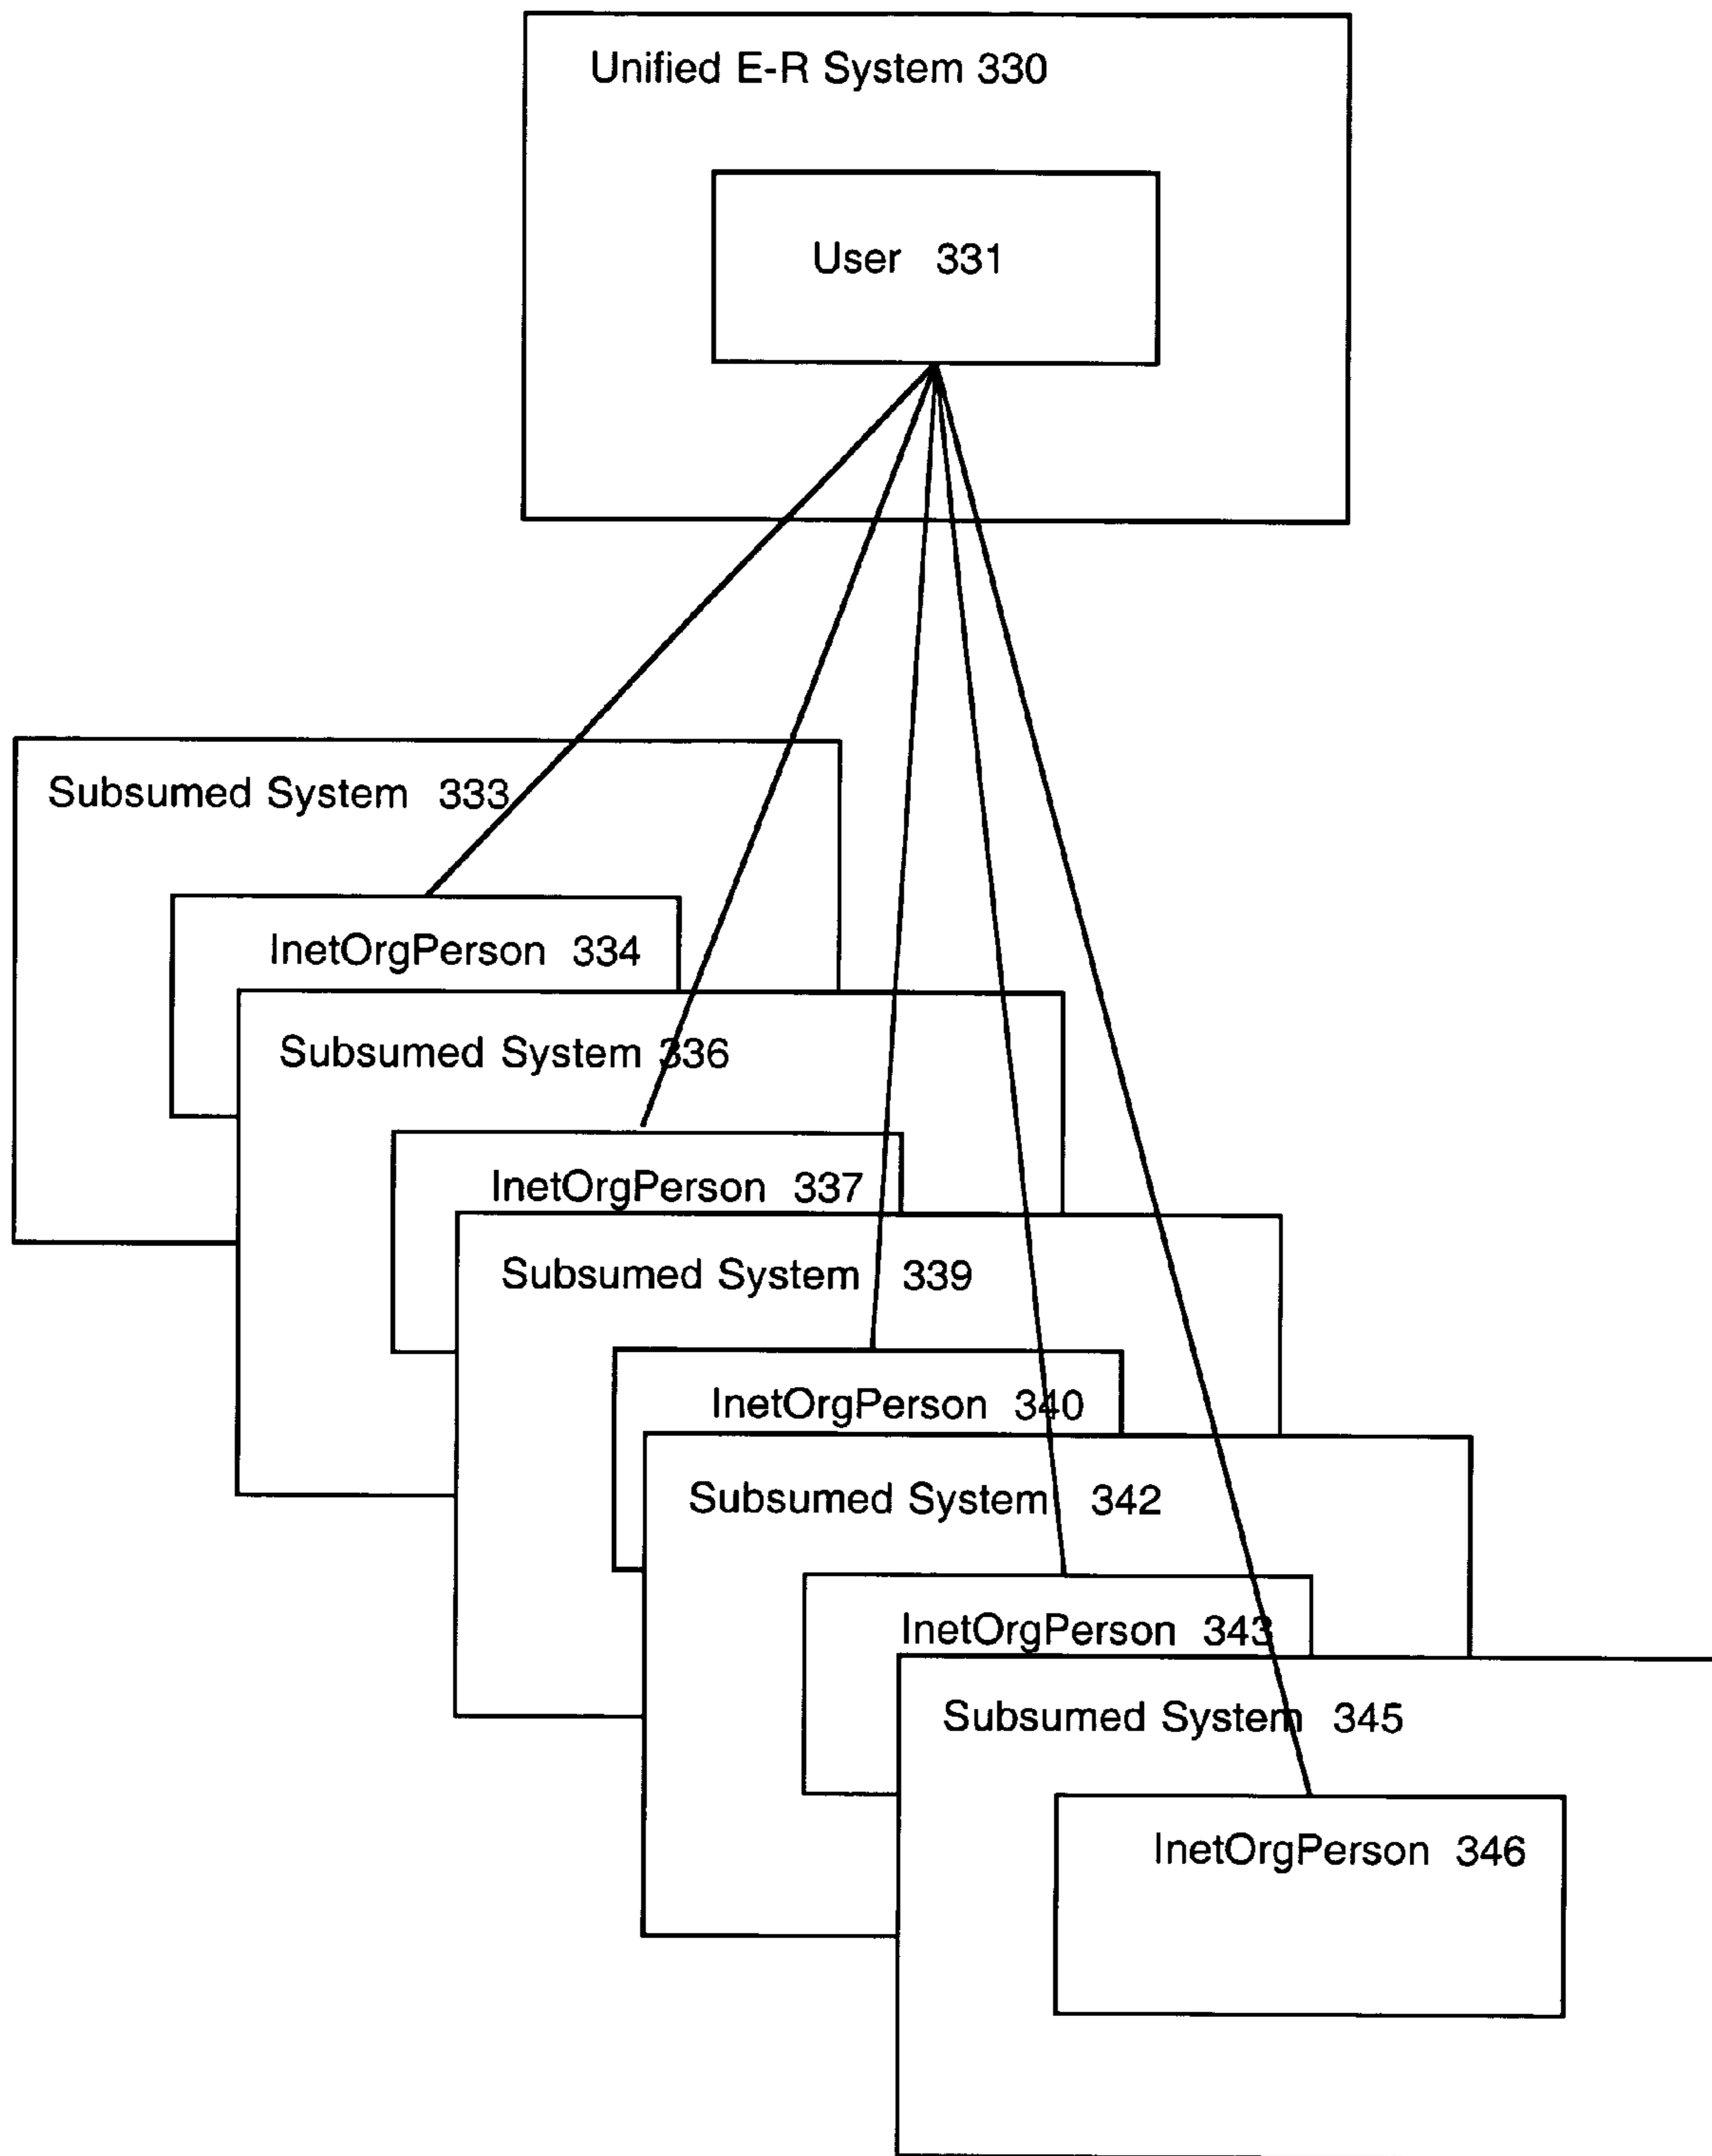 Unified E-R System 330
User 331
Subsumed System 333
InetOrgPerson 334
Subsumed System 336
InetOrgPerson 337
Subsumed System 339
InetOrgPerson 340
Subsumed System 342
InetOrgPerson 343
Subsumed System 345
InetOrgPerson 346